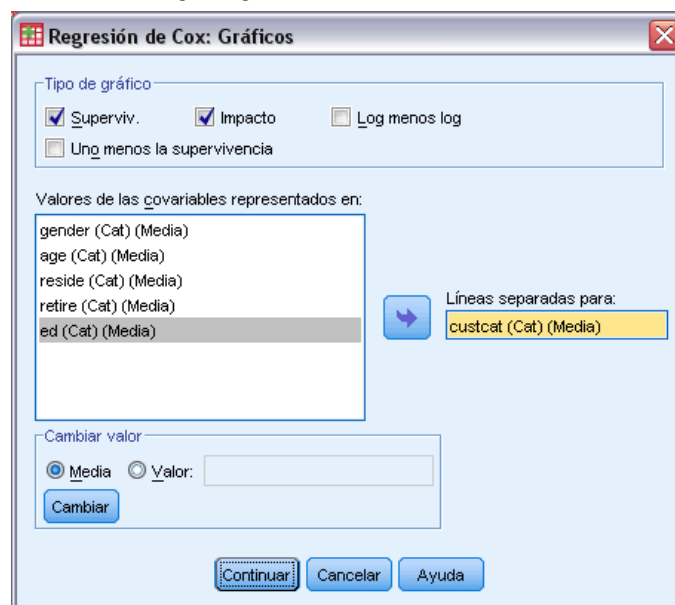 Regresión de Cox: Gráficos
Tipo de gráfico
Superviv.
Impacto
Log menos log
Uno menos la supervivencia
Valores de las covariables representados en:
gender (Cat) (Media)
age (Cat) (Media)
reside (Cat) (Media)
retire (Cat) (Media)
ed (Cat) (Media)
Líneas separadas para:
custcat (Cat) (Media)
Cambiar valor
Media
Valor:
Cambiar
Continuar
Cancelar
Ayuda